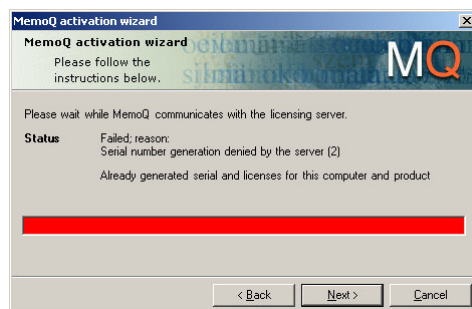 MemoQ activation wizard
MemoQ activation wizard
Please follow the
instructions below.
MQ
Please wait while MemoQ communicates with the licensing server.
Status
Failed; reason:
Serial number generation denied by the server (2)
Already generated serial and licenses for this computer and product
< Back
Next >
Cancel